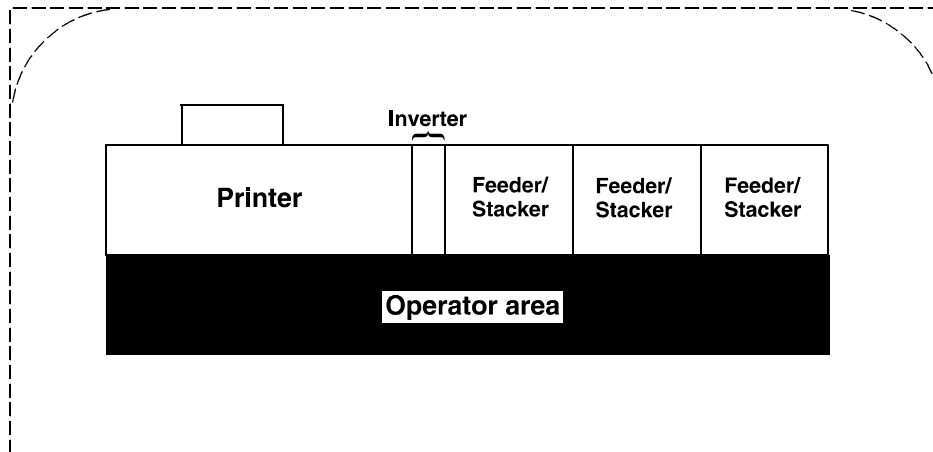 Inverter
Printer
Feeder/
Stacker
Feeder/
Stacker
Feeder/
Stacker
Operator area